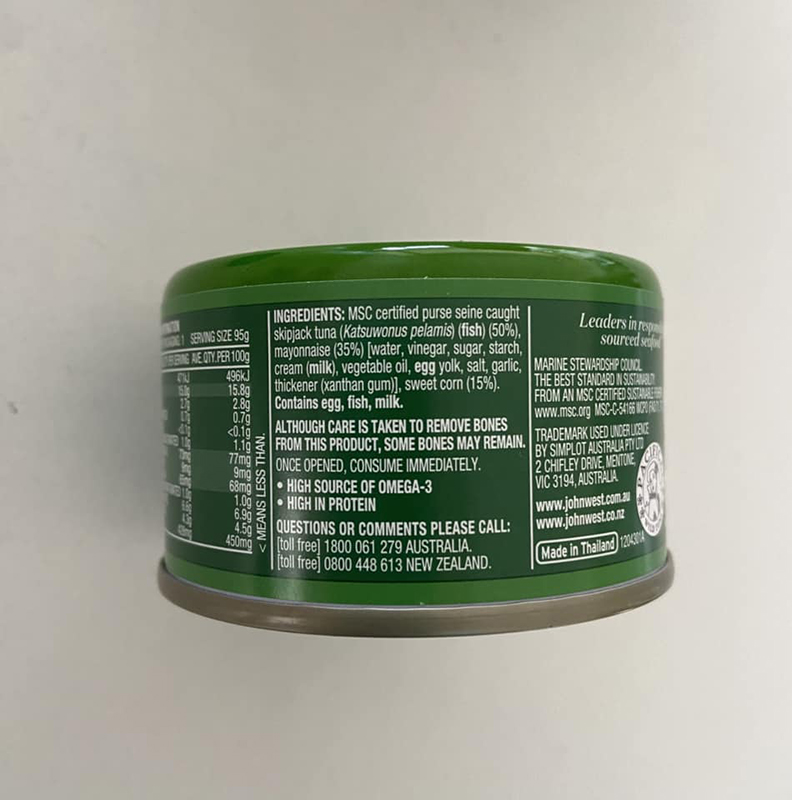 SERVING SIZE 95g
AVE. QTY. PER 100g
496kJ
15.8g
2.8g
0.7g
<0.1g
1.1g
77mg
9mg
68mg
1.0g
6.9g
4.5g
450mg
< MEANS LESS THAN.
INGREDIENTS: MSC certified purse seine caught
skipjack tuna (Katsuwonus pelamis) (fish) (50%),
mayonnaise (35%) [water, vinegar, sugar, starch,
cream (milk), vegetable oil, egg yolk, salt, garlic,
thickener (xanthan gum)], sweet corn (15%).
Contains egg, fish, milk.
ALTHOUGH CARE IS TAKEN TO REMOVE BONES
FROM THIS PRODUCT, SOME BONES MAY REMAIN.
ONCE OPENED, CONSUME IMMEDIATELY.
• HIGH SOURCE OF OMEGA-3
• HIGH IN PROTEIN
QUESTIONS OR COMMENTS PLEASE CALL:
[toll free] 1800 061 279 AUSTRALIA.
[toll free] 0800 448 613 NEW ZEALAND.
Leaders in
sourced seafood
MARINE STEWARDSHIP COUNCIL
THE BEST STANDARD IN SUSTAINABILITY
FROM AN MSC CERTIFIED SUSTAINABLE
www.msc.org MSC-C-54166
TRADEMARK USED UNDER LICENCE
BY SIMPLOT AUSTRALIA PTY LTD
2 CHIFLEY DRIVE, MENTONE,
VIC 3194, AUSTRALIA.
www.johnwest.com.au
www.johnwest.co.nz
Made in Thailand 1204301A